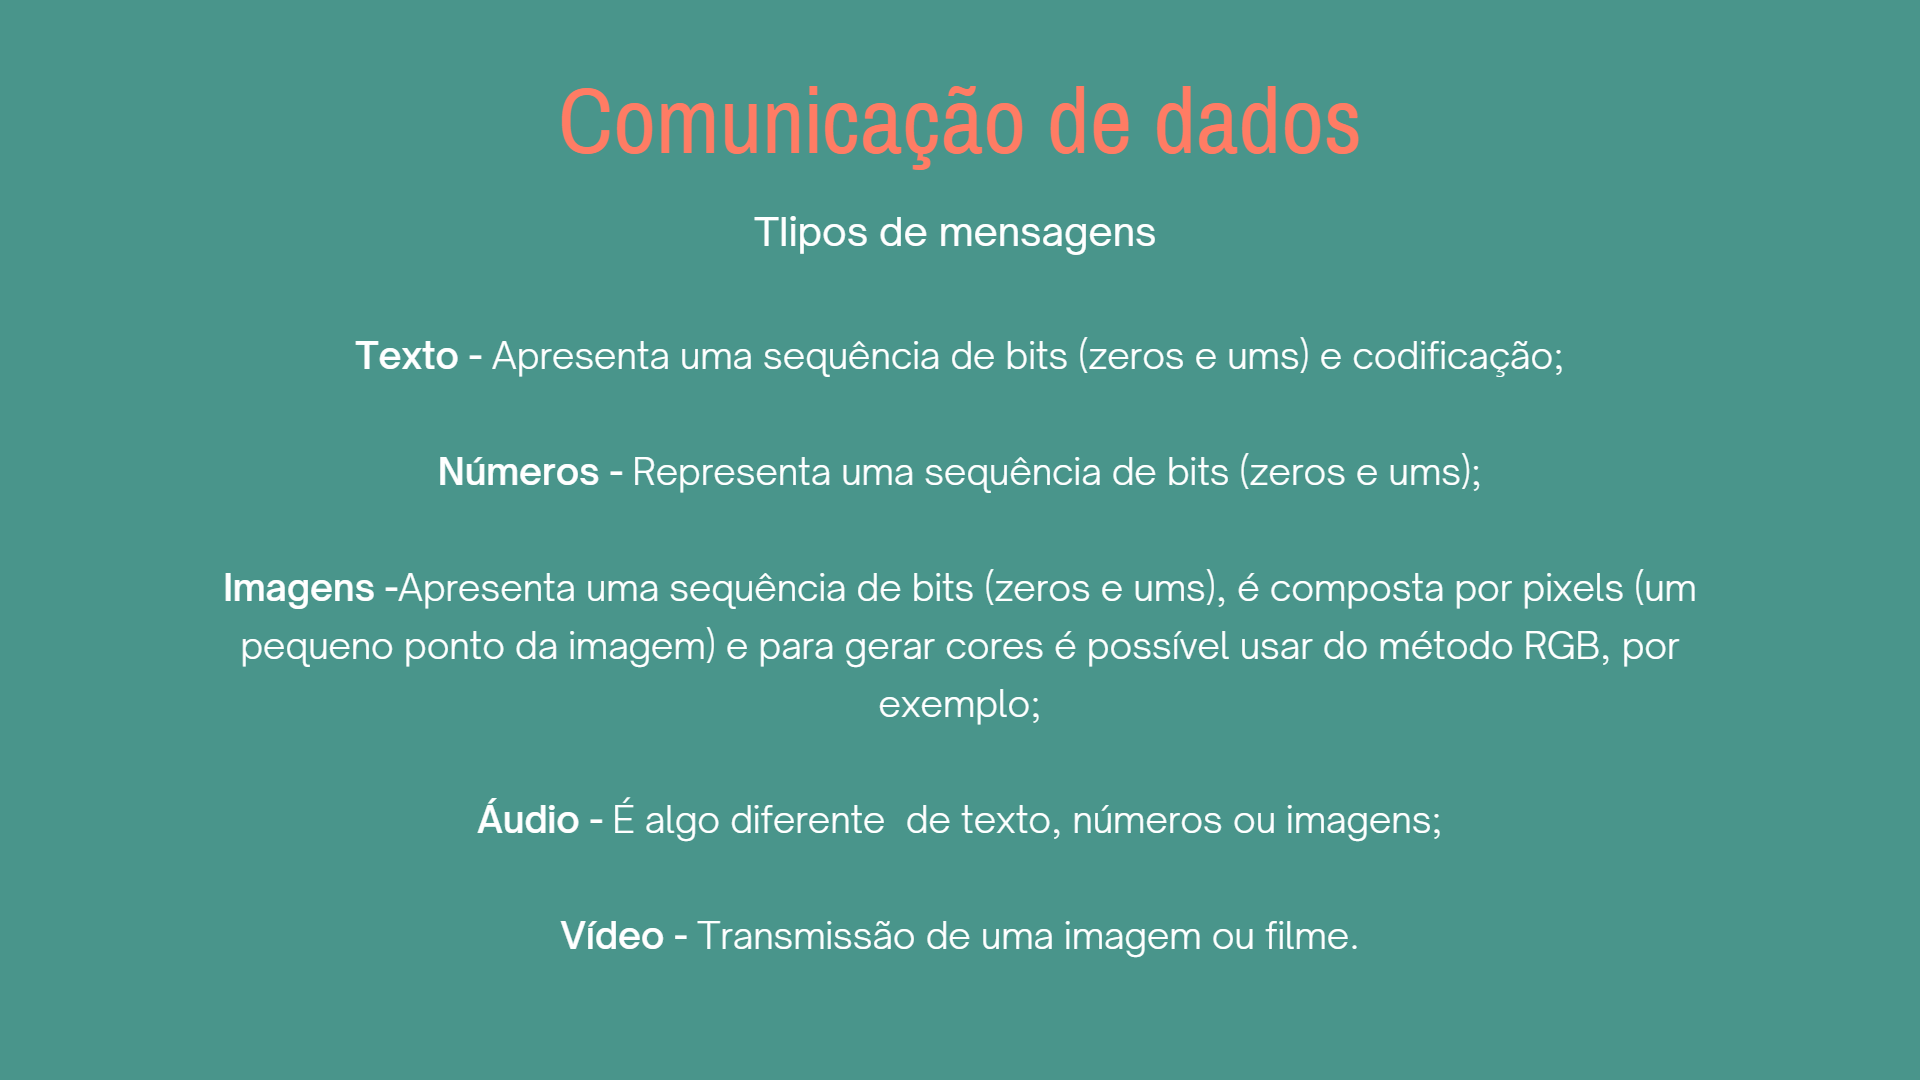 Comunicação de dados
Tlipos de mensagens
Texto - Apresenta uma sequência de bits (zeros e ums) e codificação;
Números - Representa uma sequência de bits (zeros e ums);
Imagens -Apresenta uma sequência de bits (zeros e ums), é composta por pixels (um
pequeno ponto da imagem) e para gerar cores é possível usar do método RGB, por
exemplo;
Áudio - É algo diferente  de texto, números ou imagens;
Vídeo - Transmissão de uma imagem ou filme.